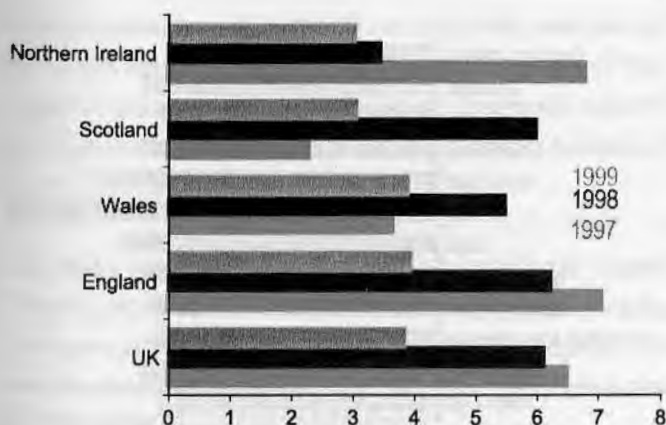 Northern Ireland
Scotland
Wales
England
UK
1999
1998
1997
0 1 2 3 4 5 6 7 8